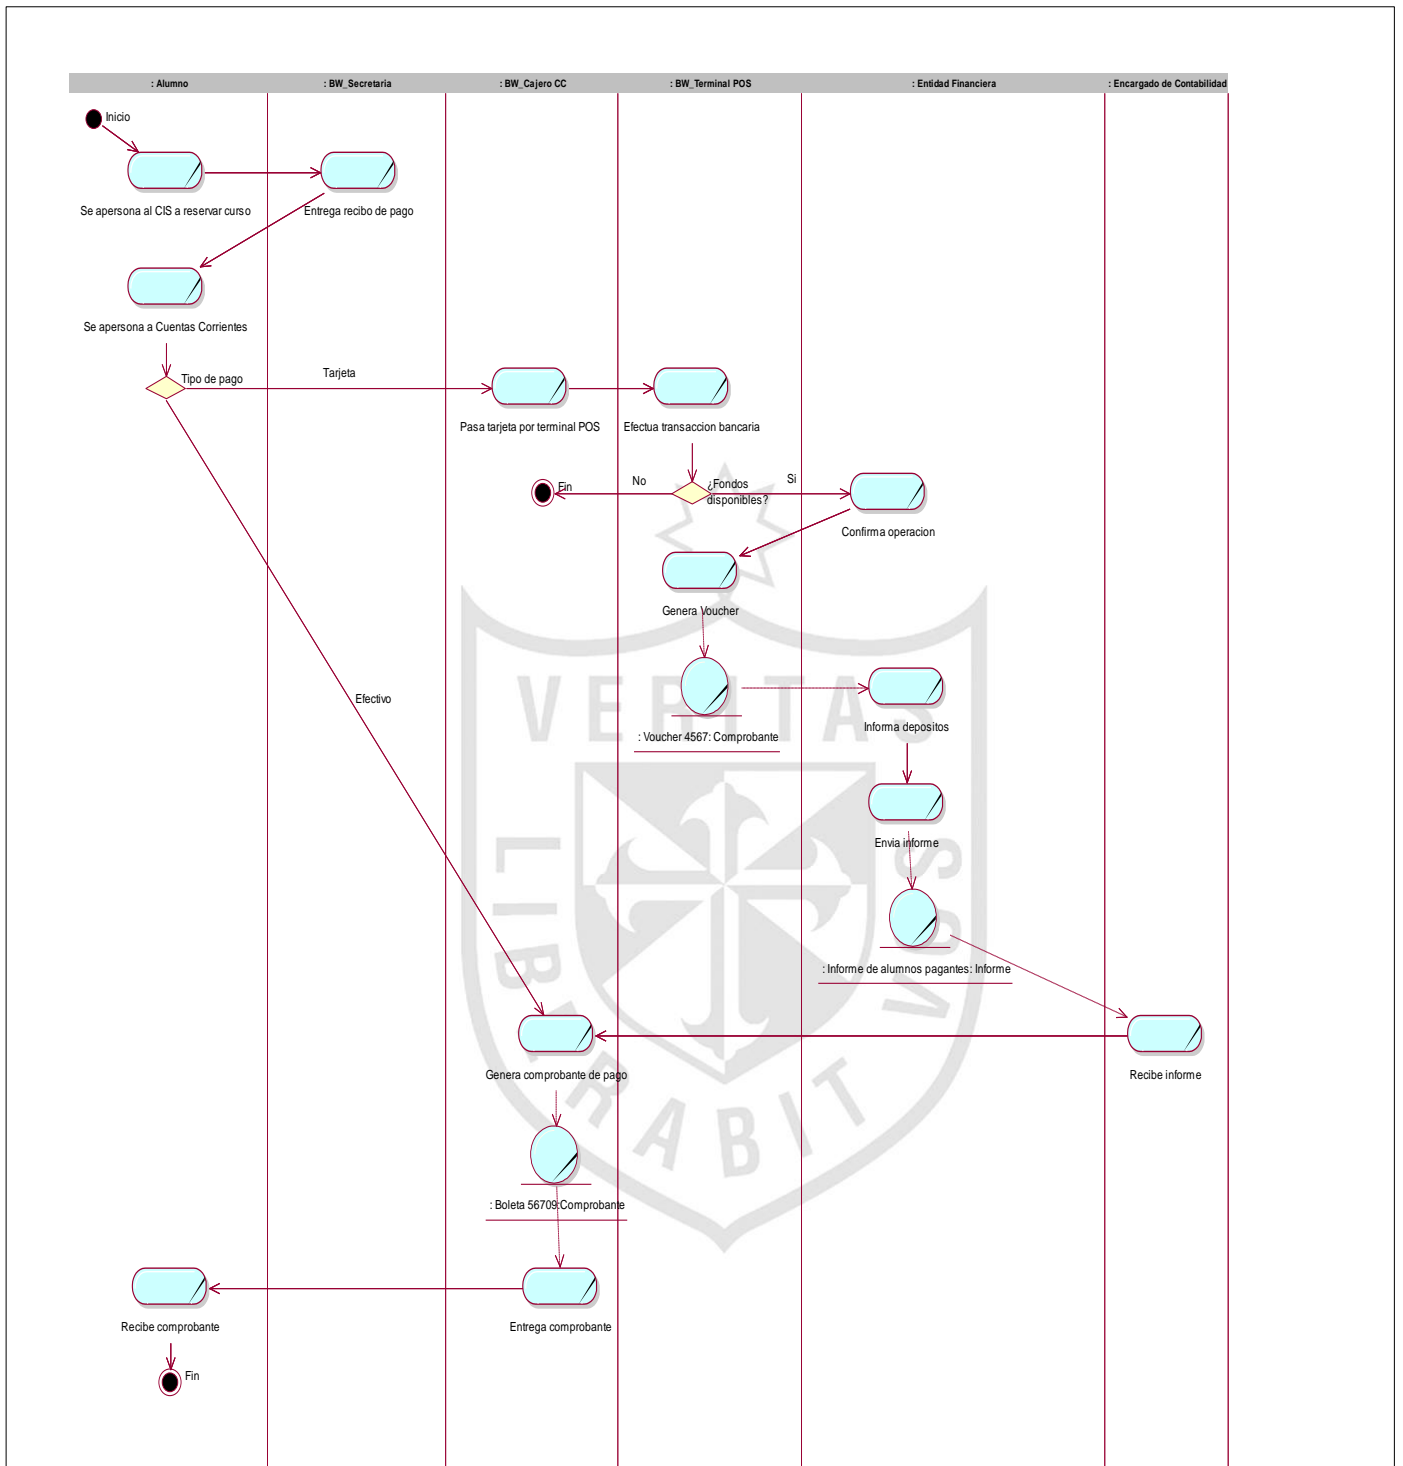 : Alumno
: BW_Secretaria
: BW_Cajero CC
: BW_Terminal POS
: Entidad Financiera
: Encargado de Contabilidad
Inicio
Se apersona al CIS a reservar curso
Entrega recibo de pago
Se apersona a Cuentas Corrientes
Tipo de pago
Tarjeta
Pasa tarjeta por terminal POS
Efectua transaccion bancaria
Fin
No
¿Fondos
disponibles?
Si
Confirma operacion
Genera Voucher
VERITAS
Efectivo
: Voucher 4567: Comprobante
Informa depositos
Envia informe
: Informe de alumnos pagantes: Informe
LIBERABIT
VOS
Genera comprobante de pago
Recibe informe
: Boleta 56709:Comprobante
Recibe comprobante
Entrega comprobante
Fin